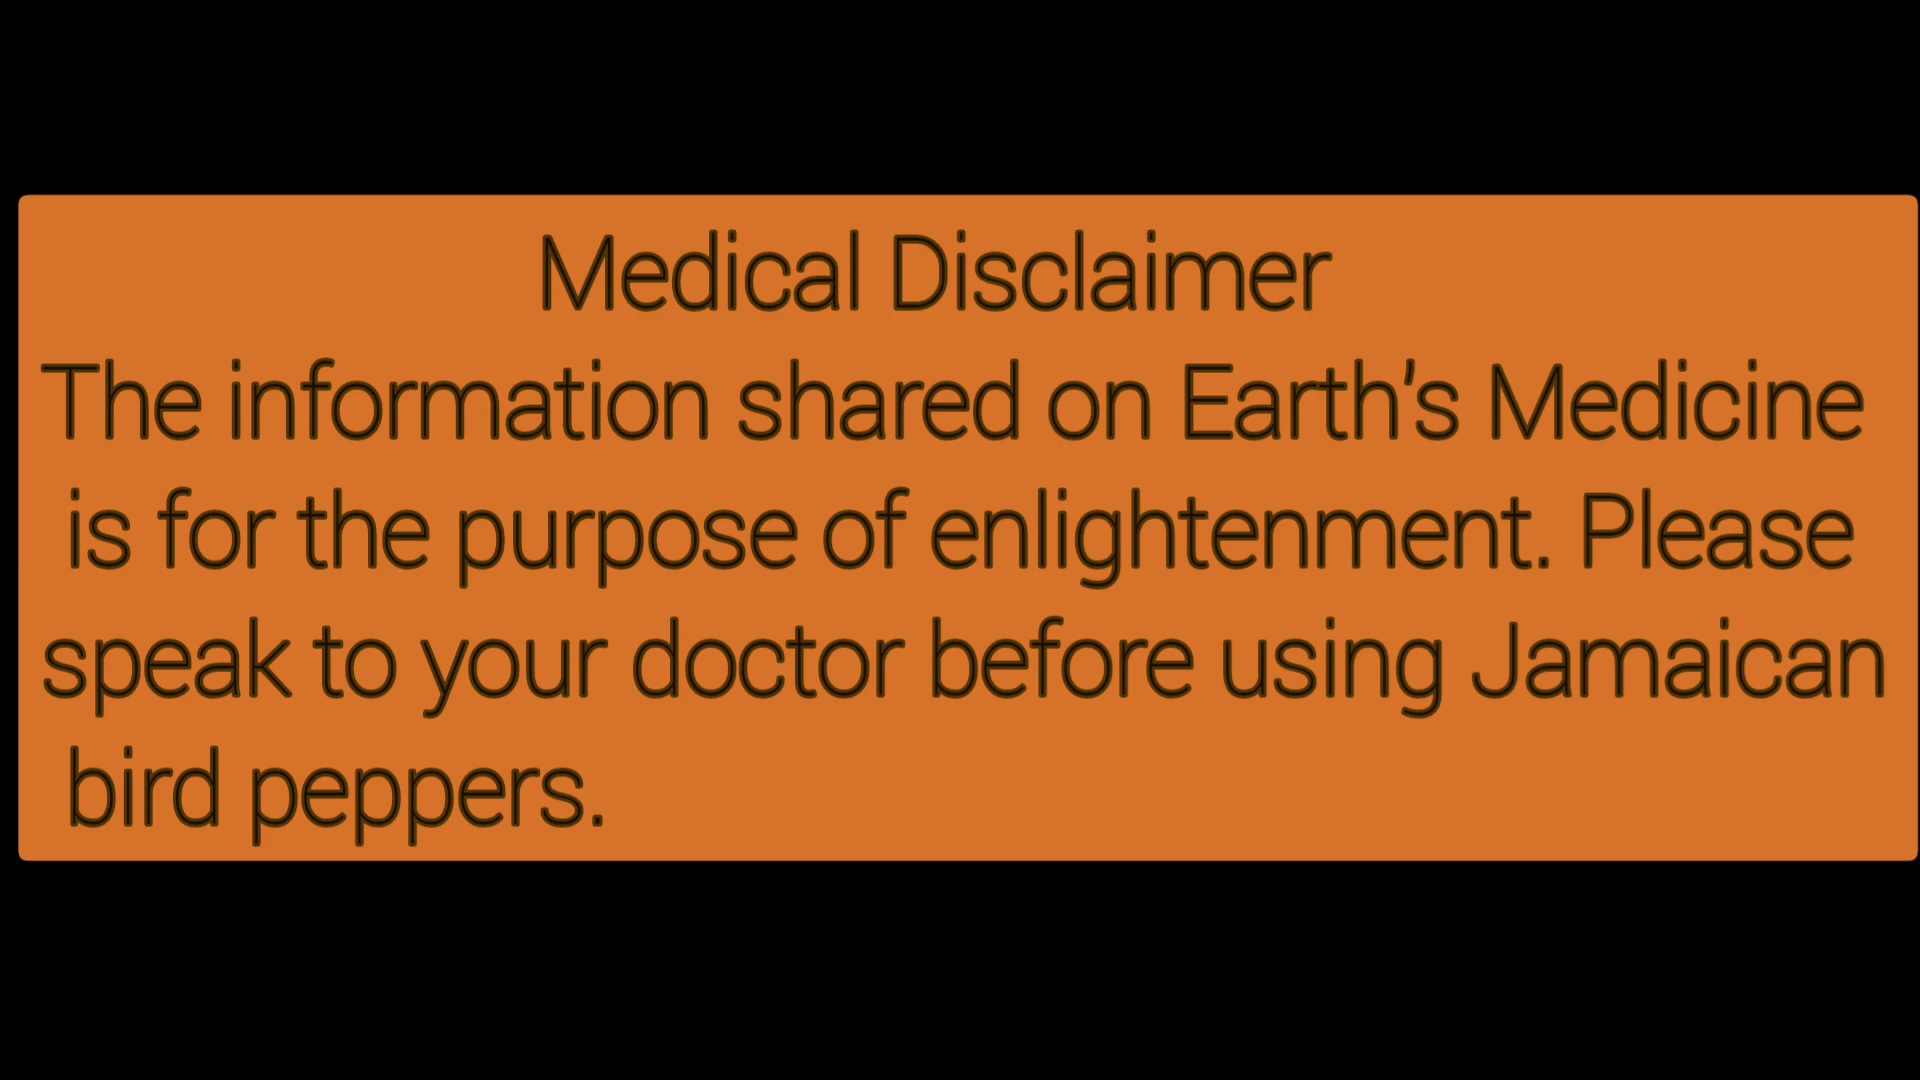 Medical Disclaimer
The information shared on Earth's Medicine
is for the purpose of enlightenment. Please
speak to your doctor before using Jamaican
bird peppers.